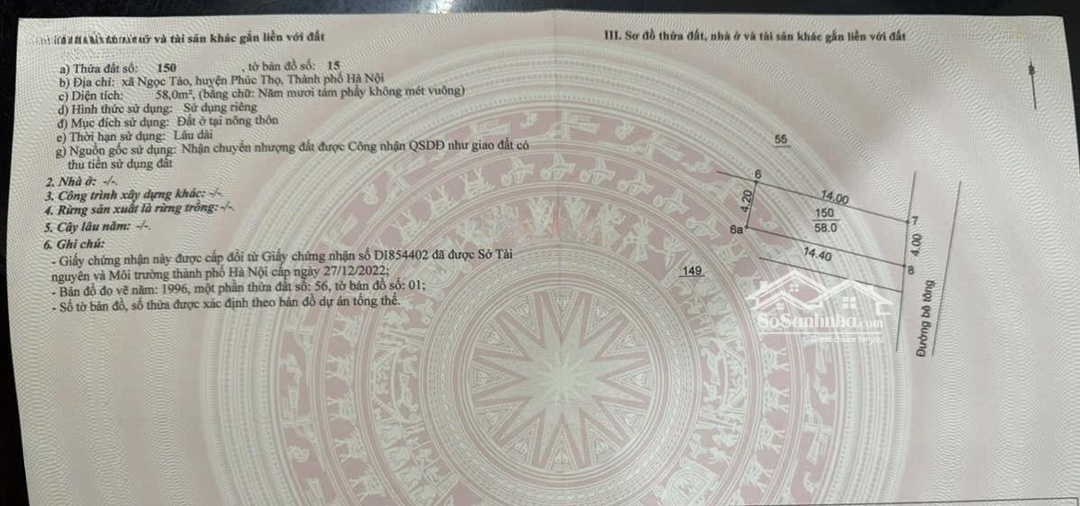 và tài sản khác gắn liền với đất
a) Thửa đất số: 150 , tờ bản đồ số: 15
b) Địa chỉ: xã Ngọc Tảo, huyện Phúc Thọ, Thành phố Hà Nội
c) Diện tích: 58,0m², (bằng chữ: Năm mươi tám phẩy không mét vuông)
d) Hình thức sử dụng: Sử dụng riêng
đ) Mục đích sử dụng: Đất ở tại nông thôn
e) Thời hạn sử dụng: Lâu dài
g) Nguồn gốc sử dụng: Nhận chuyển nhượng đất được Công nhận QSDĐ như giao đất có
thu tiền sử dụng đất
2. Nhà ở: -/-.
3. Công trình xây dựng khác: -/-.
4. Rừng sản xuất là rừng trồng: -/-.
5. Cây lâu năm: -/-.
6. Ghi chú:
- Giấy chứng nhận này được cấp đổi từ Giấy chứng nhận số DI854402 đã được Sở Tài
nguyên và Môi trường thành phố Hà Nội cấp ngày 27/12/2022;
- Bản đồ đo vẽ năm: 1996, một phần thửa đất số: 56, tờ bản đồ số: 01;
- Số tờ bản đồ, số thửa được xác định theo bản đồ dự án tổng thể.
III. Sơ đồ thửa đất, nhà ở và tài sản khác gắn liền với đất
55
6
14.00
4.20
150
58.0
7
6a
4.00
14.40
8
149
Đường bê tông
SoSanhnha.com
Great choice for you